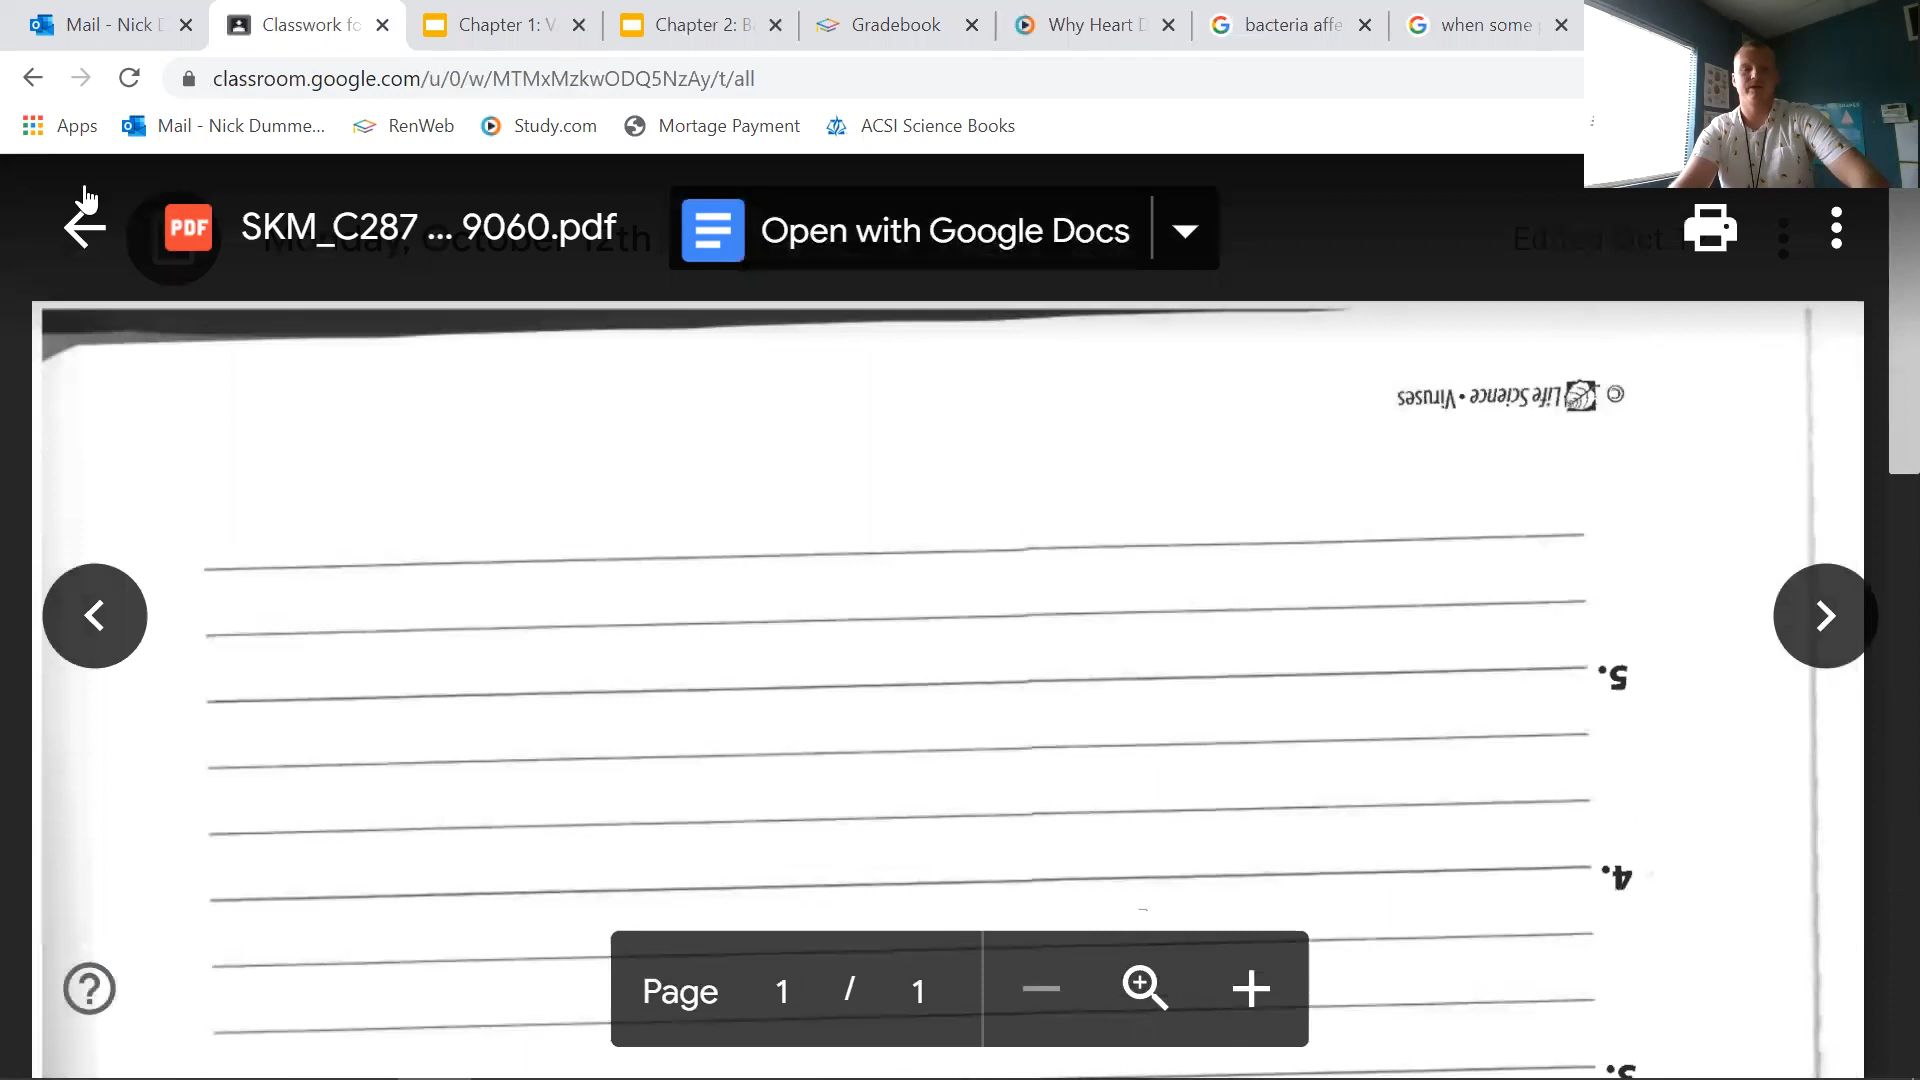 Mail - Nick D
Classwork fo
Chapter 1: V
Chapter 2: B
Gradebook
Why Heart D
bacteria affe
when some
classroom.google.com/u/0/w/MTMxMzkwODQ5NzAy/t/all
Apps
Mail - Nick Dumme...
RenWeb
Study.com
Mortage Payment
ACSI Science Books
PDF
SKM_C287 ... 9060.pdf
Open with Google Docs
© Life Science • Viruses
5.
4.
3.
Page 1 / 1